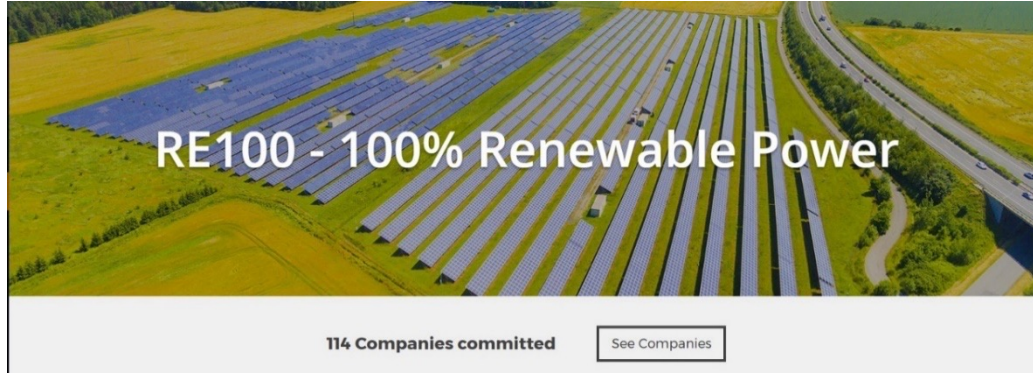 RE100 - 100% Renewable Power
114 Companies committed
See Companies